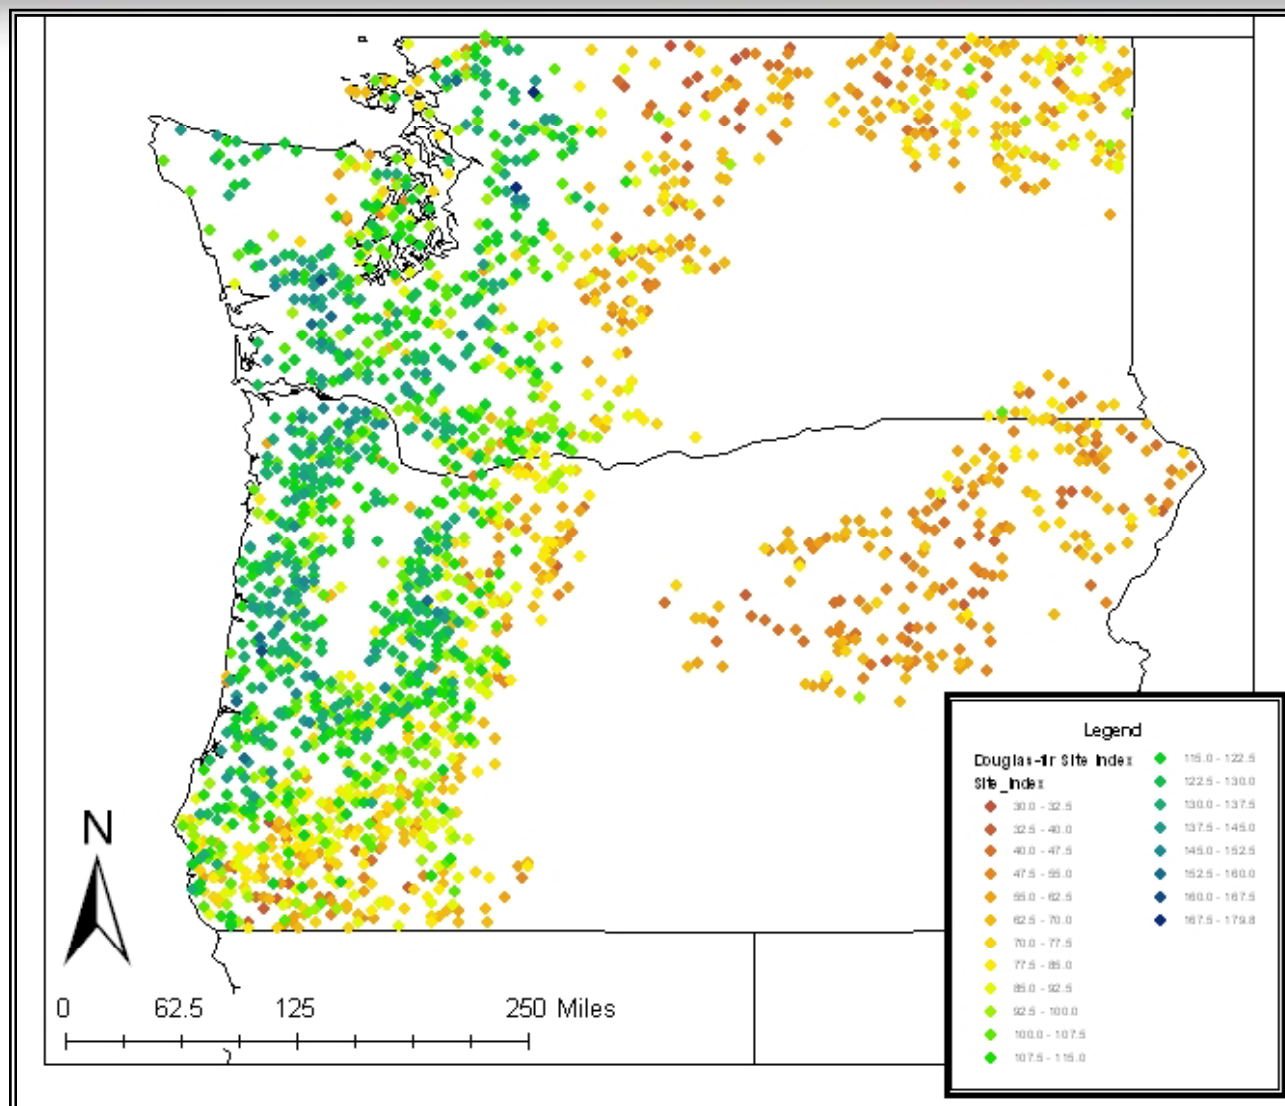 Legend
Douglas-fir Site Index
Site_Index
30.0 - 32.5
32.5 - 40.0
40.0 - 47.5
47.5 - 55.0
55.0 - 62.5
62.5 - 70.0
70.0 - 77.5
77.5 - 85.0
85.0 - 92.5
92.5 - 100.0
100.0 - 107.5
107.5 - 115.0
115.0 - 122.5
122.5 - 130.0
130.0 - 137.5
137.5 - 145.0
145.0 - 152.5
152.5 - 160.0
160.0 - 167.5
167.5 - 179.8
N
0 62.5 125 250 Miles